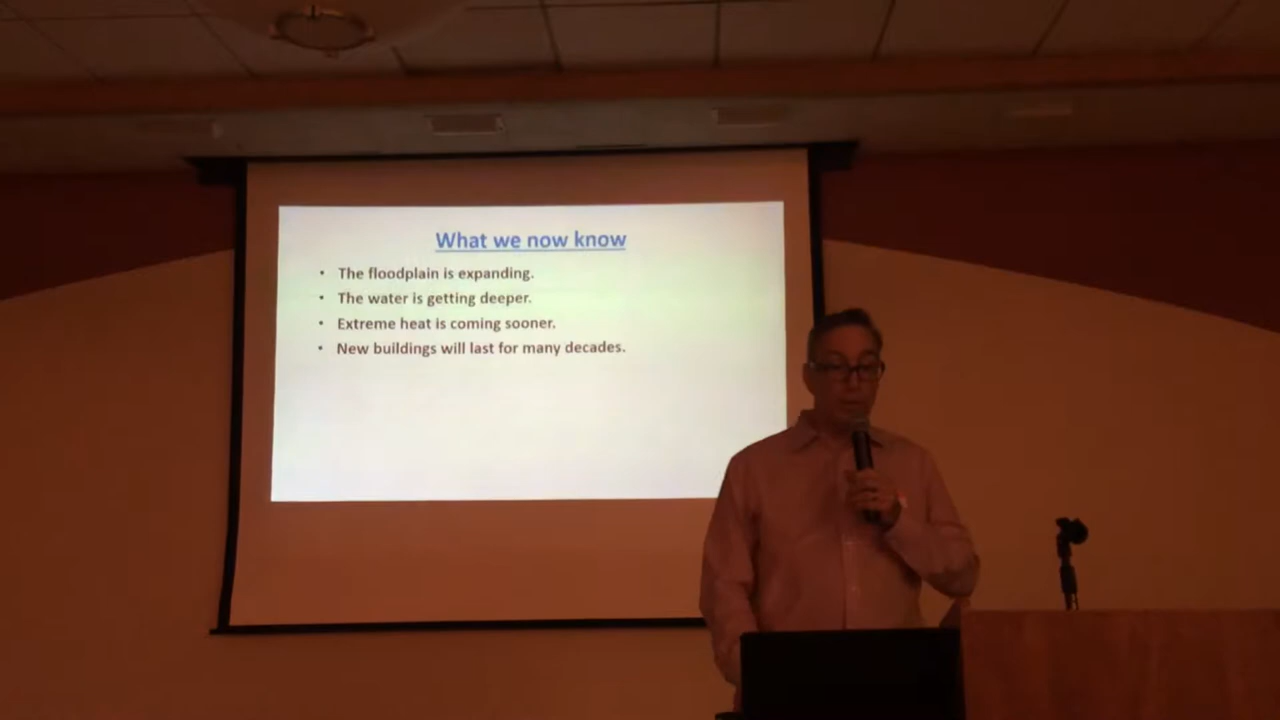 What we now know
• The floodplain is expanding.
• The water is getting deeper.
• Extreme heat is coming sooner.
• New buildings will last for many decades.